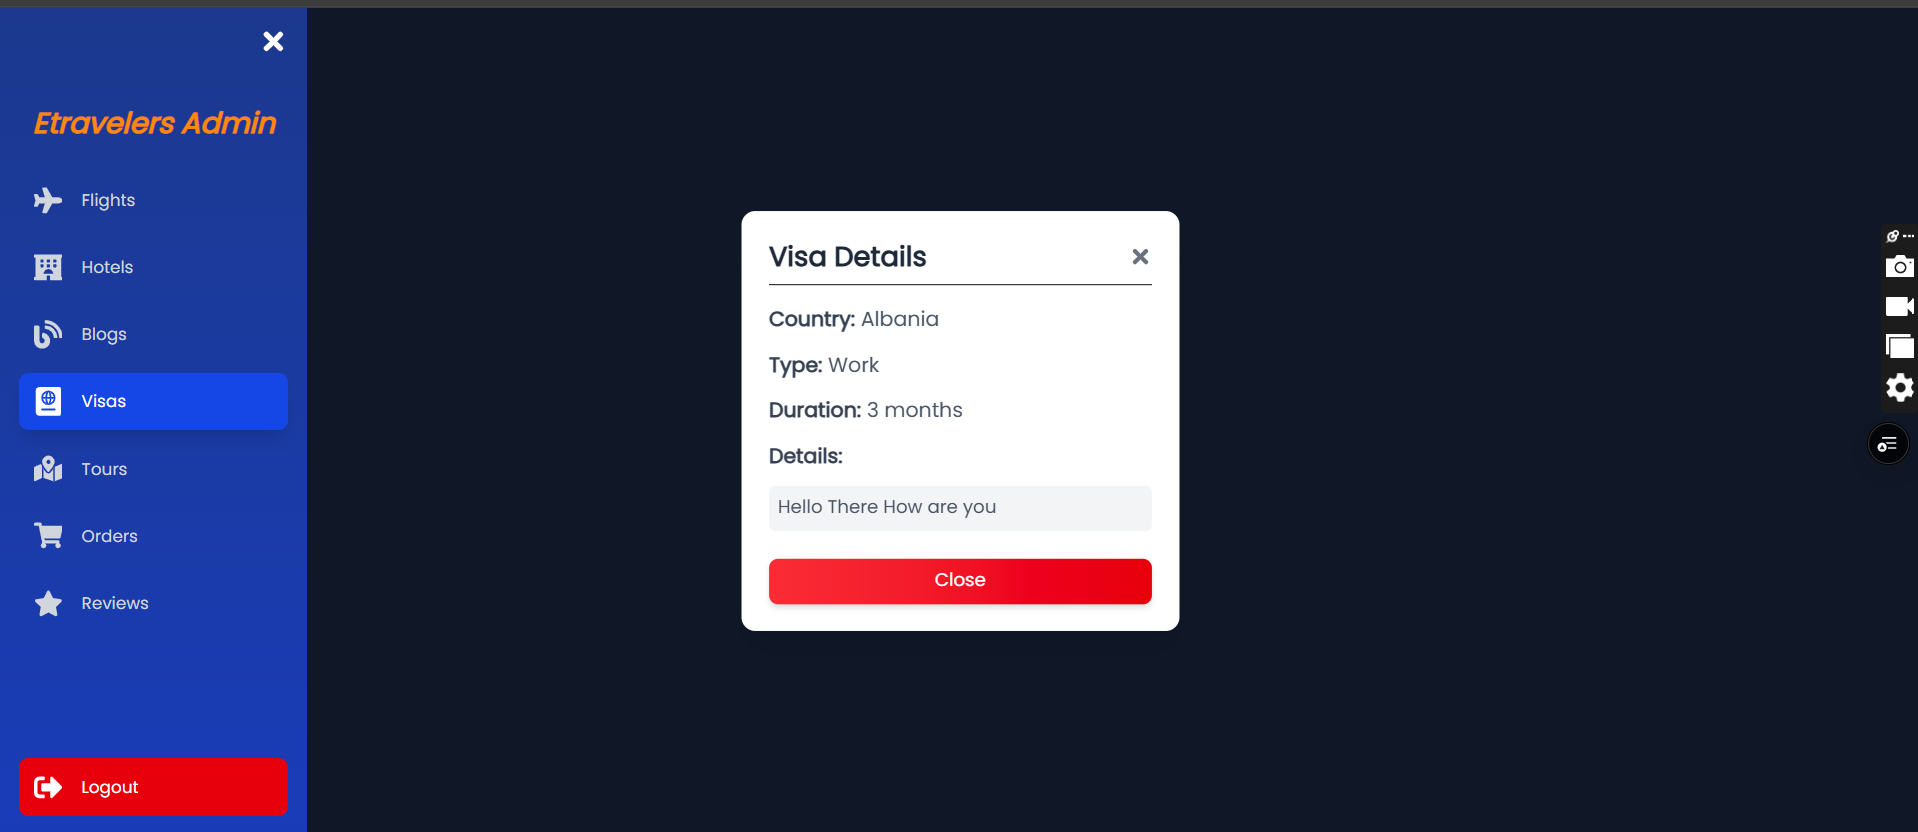 Etravelers Admin
Flights
Hotels
Blogs
Visas
Tours
Orders
Reviews
Logout
Visa Details
Country: Albania
Type: Work
Duration: 3 months
Details:
Hello There How are you
Close